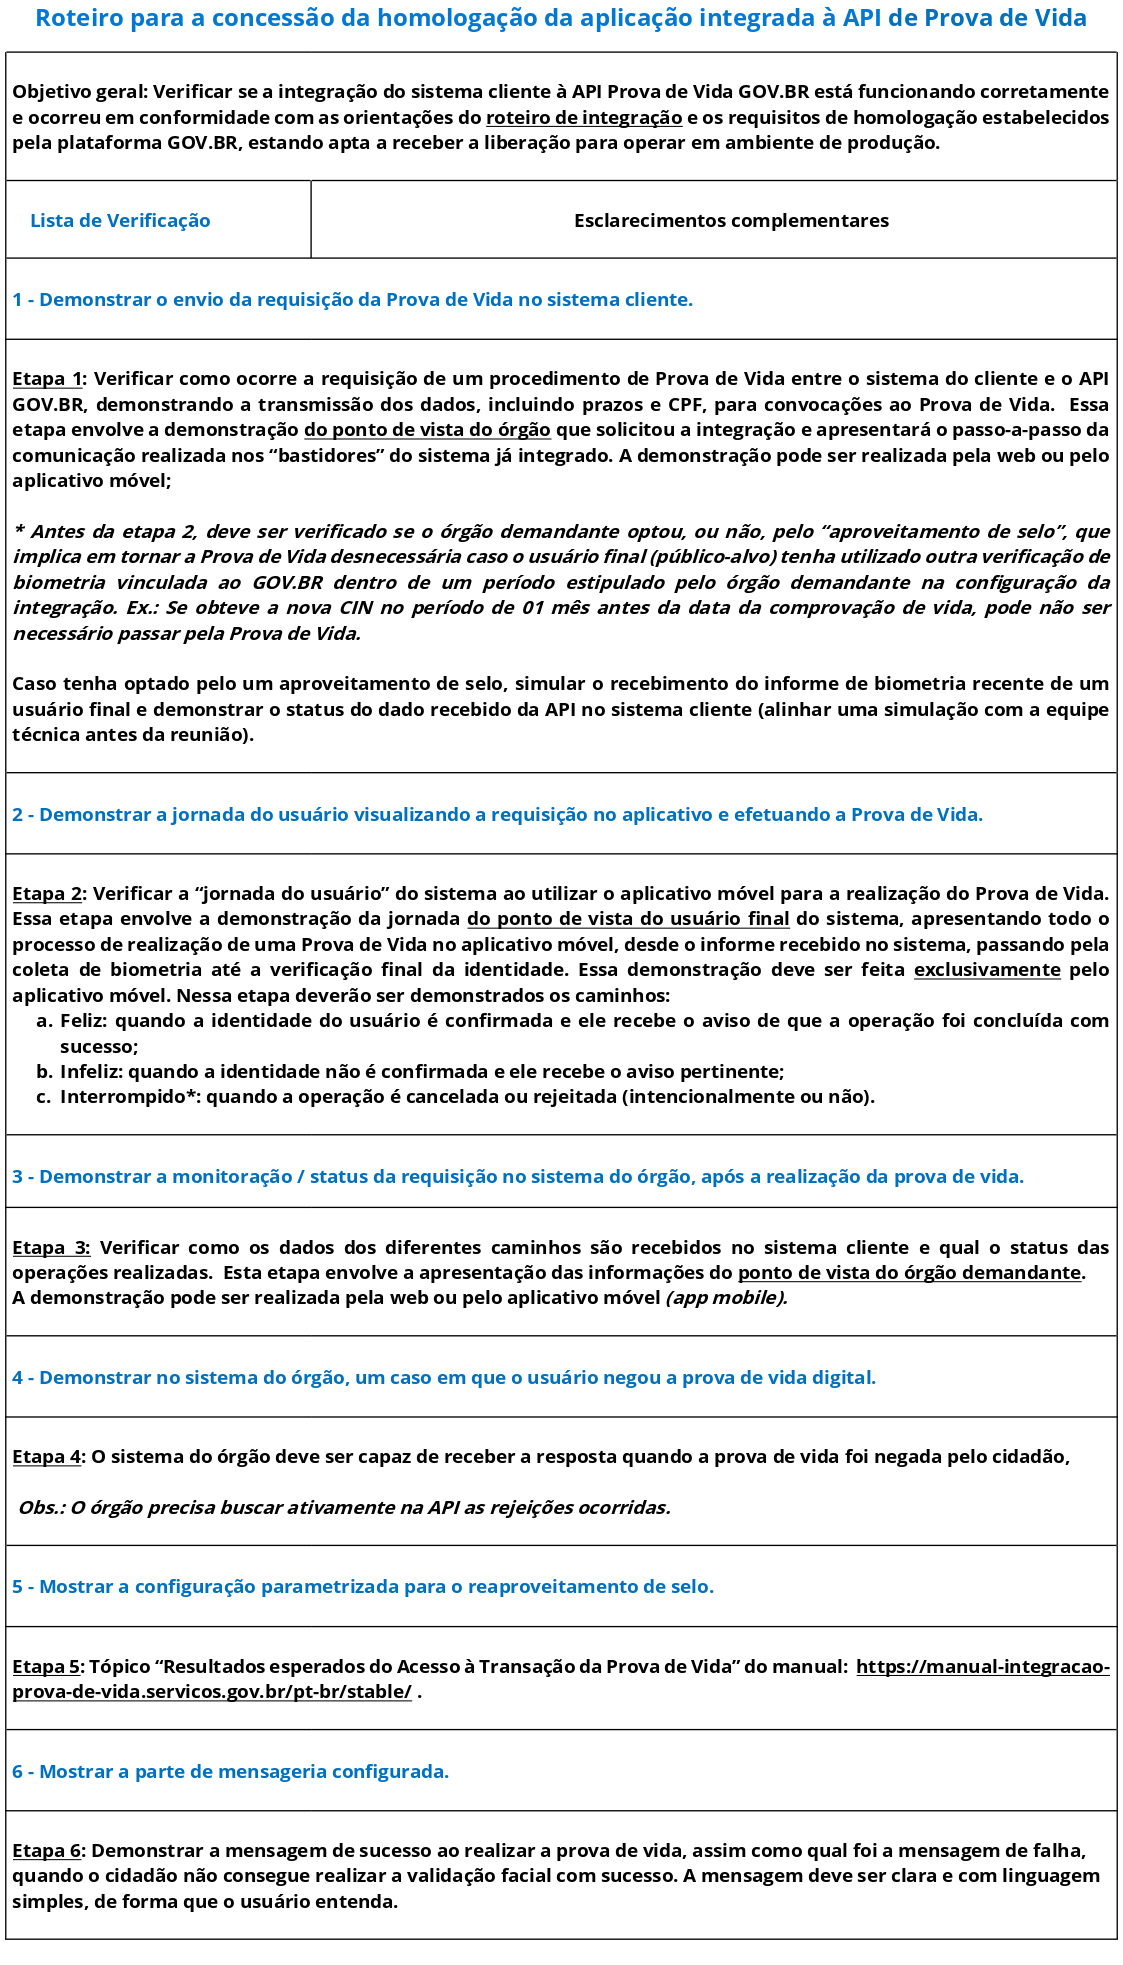 Roteiro para a concessão da homologação da aplicação integrada à API de Prova de Vida
Objetivo geral: Verificar se a integração do sistema cliente à API Prova de Vida GOV.BR está funcionando corretamente
e ocorreu em conformidade com as orientações do roteiro de integração e os requisitos de homologação estabelecidos
pela plataforma GOV.BR, estando apta a receber a liberação para operar em ambiente de produção.
Lista de Verificação
Esclarecimentos complementares
1 - Demonstrar o envio da requisição da Prova de Vida no sistema cliente.
Etapa 1: Verificar como ocorre a requisição de um procedimento de Prova de Vida entre o sistema do cliente e o API
GOV.BR, demonstrando a transmissão dos dados, incluindo prazos e CPF, para convocações ao Prova de Vida.  Essa
etapa envolve a demonstração do ponto de vista do órgão que solicitou a integração e apresentará o passo-a-passo da
comunicação realizada nos “bastidores” do sistema já integrado. A demonstração pode ser realizada pela web ou pelo
aplicativo móvel;
* Antes da etapa 2, deve ser verificado se o órgão demandante optou, ou não, pelo “aproveitamento de selo”, que
implica em tornar a Prova de Vida desnecessária caso o usuário final (público-alvo) tenha utilizado outra verificação de
biometria vinculada ao GOV.BR dentro de um período estipulado pelo órgão demandante na configuração da
integração. Ex.: Se obteve a nova CIN no período de 01 mês antes da data da comprovação de vida, pode não ser
necessário passar pela Prova de Vida.
Caso tenha optado pelo um aproveitamento de selo, simular o recebimento do informe de biometria recente de um
usuário final e demonstrar o status do dado recebido da API no sistema cliente (alinhar uma simulação com a equipe
técnica antes da reunião).
2 - Demonstrar a jornada do usuário visualizando a requisição no aplicativo e efetuando a Prova de Vida.
Etapa 2: Verificar a “jornada do usuário” do sistema ao utilizar o aplicativo móvel para a realização do Prova de Vida.
Essa etapa envolve a demonstração da jornada do ponto de vista do usuário final do sistema, apresentando todo o
processo de realização de uma Prova de Vida no aplicativo móvel, desde o informe recebido no sistema, passando pela
coleta de biometria até a verificação final da identidade. Essa demonstração deve ser feita exclusivamente pelo
aplicativo móvel. Nessa etapa deverão ser demonstrados os caminhos:
a. Feliz: quando a identidade do usuário é confirmada e ele recebe o aviso de que a operação foi concluída com
sucesso;
b. Infeliz: quando a identidade não é confirmada e ele recebe o aviso pertinente;
c. Interrompido*: quando a operação é cancelada ou rejeitada (intencionalmente ou não).
3 - Demonstrar a monitoração / status da requisição no sistema do órgão, após a realização da prova de vida.
Etapa 3: Verificar como os dados dos diferentes caminhos são recebidos no sistema cliente e qual o status das
operações realizadas.  Esta etapa envolve a apresentação das informações do ponto de vista do órgão demandante.
A demonstração pode ser realizada pela web ou pelo aplicativo móvel (app mobile).
4 - Demonstrar no sistema do órgão, um caso em que o usuário negou a prova de vida digital.
Etapa 4: O sistema do órgão deve ser capaz de receber a resposta quando a prova de vida foi negada pelo cidadão,
Obs.: O órgão precisa buscar ativamente na API as rejeições ocorridas.
5 - Mostrar a configuração parametrizada para o reaproveitamento de selo.
Etapa 5: Tópico “Resultados esperados do Acesso à Transação da Prova de Vida” do manual:  https://manual-integracao-
prova-de-vida.servicos.gov.br/pt-br/stable/ .
6 - Mostrar a parte de mensageria configurada.
Etapa 6: Demonstrar a mensagem de sucesso ao realizar a prova de vida, assim como qual foi a mensagem de falha,
quando o cidadão não consegue realizar a validação facial com sucesso. A mensagem deve ser clara e com linguagem
simples, de forma que o usuário entenda.